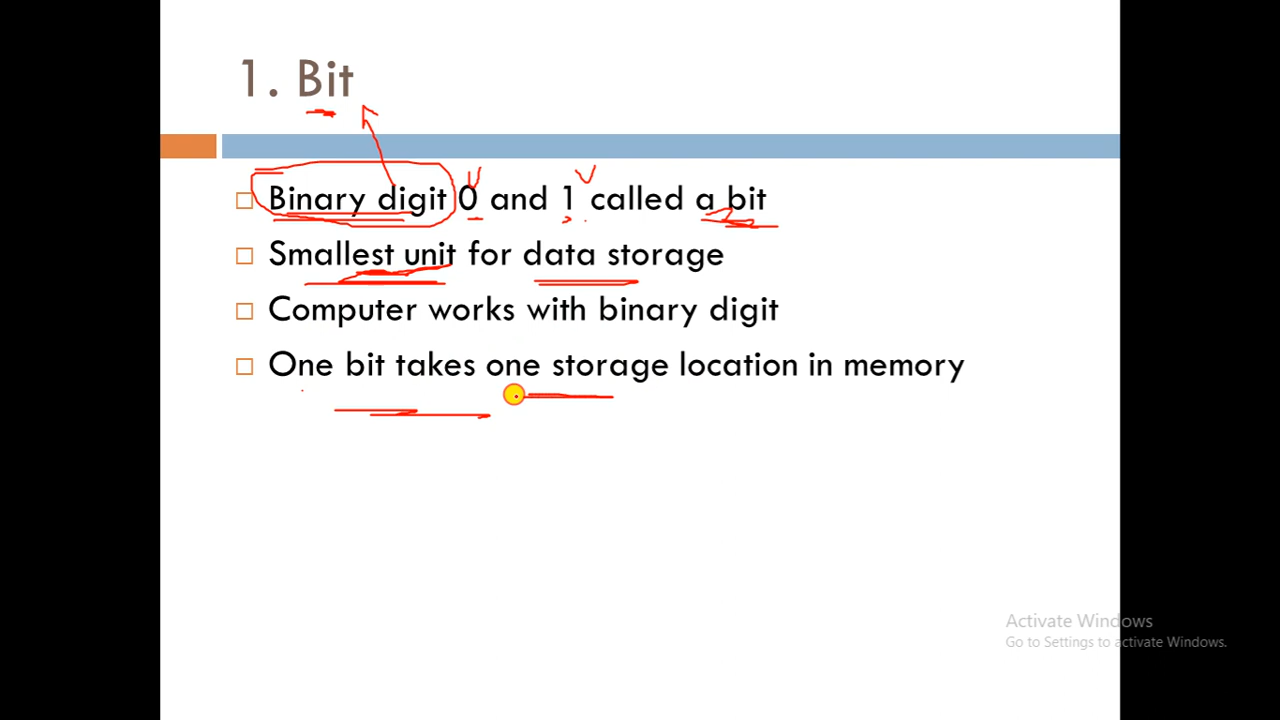 1. Bit
Binary digit 0 and 1 called a bit
Smallest unit for data storage
Computer works with binary digit
One bit takes one storage location in memory
Activate Windows
Go to Settings to activate Windows.